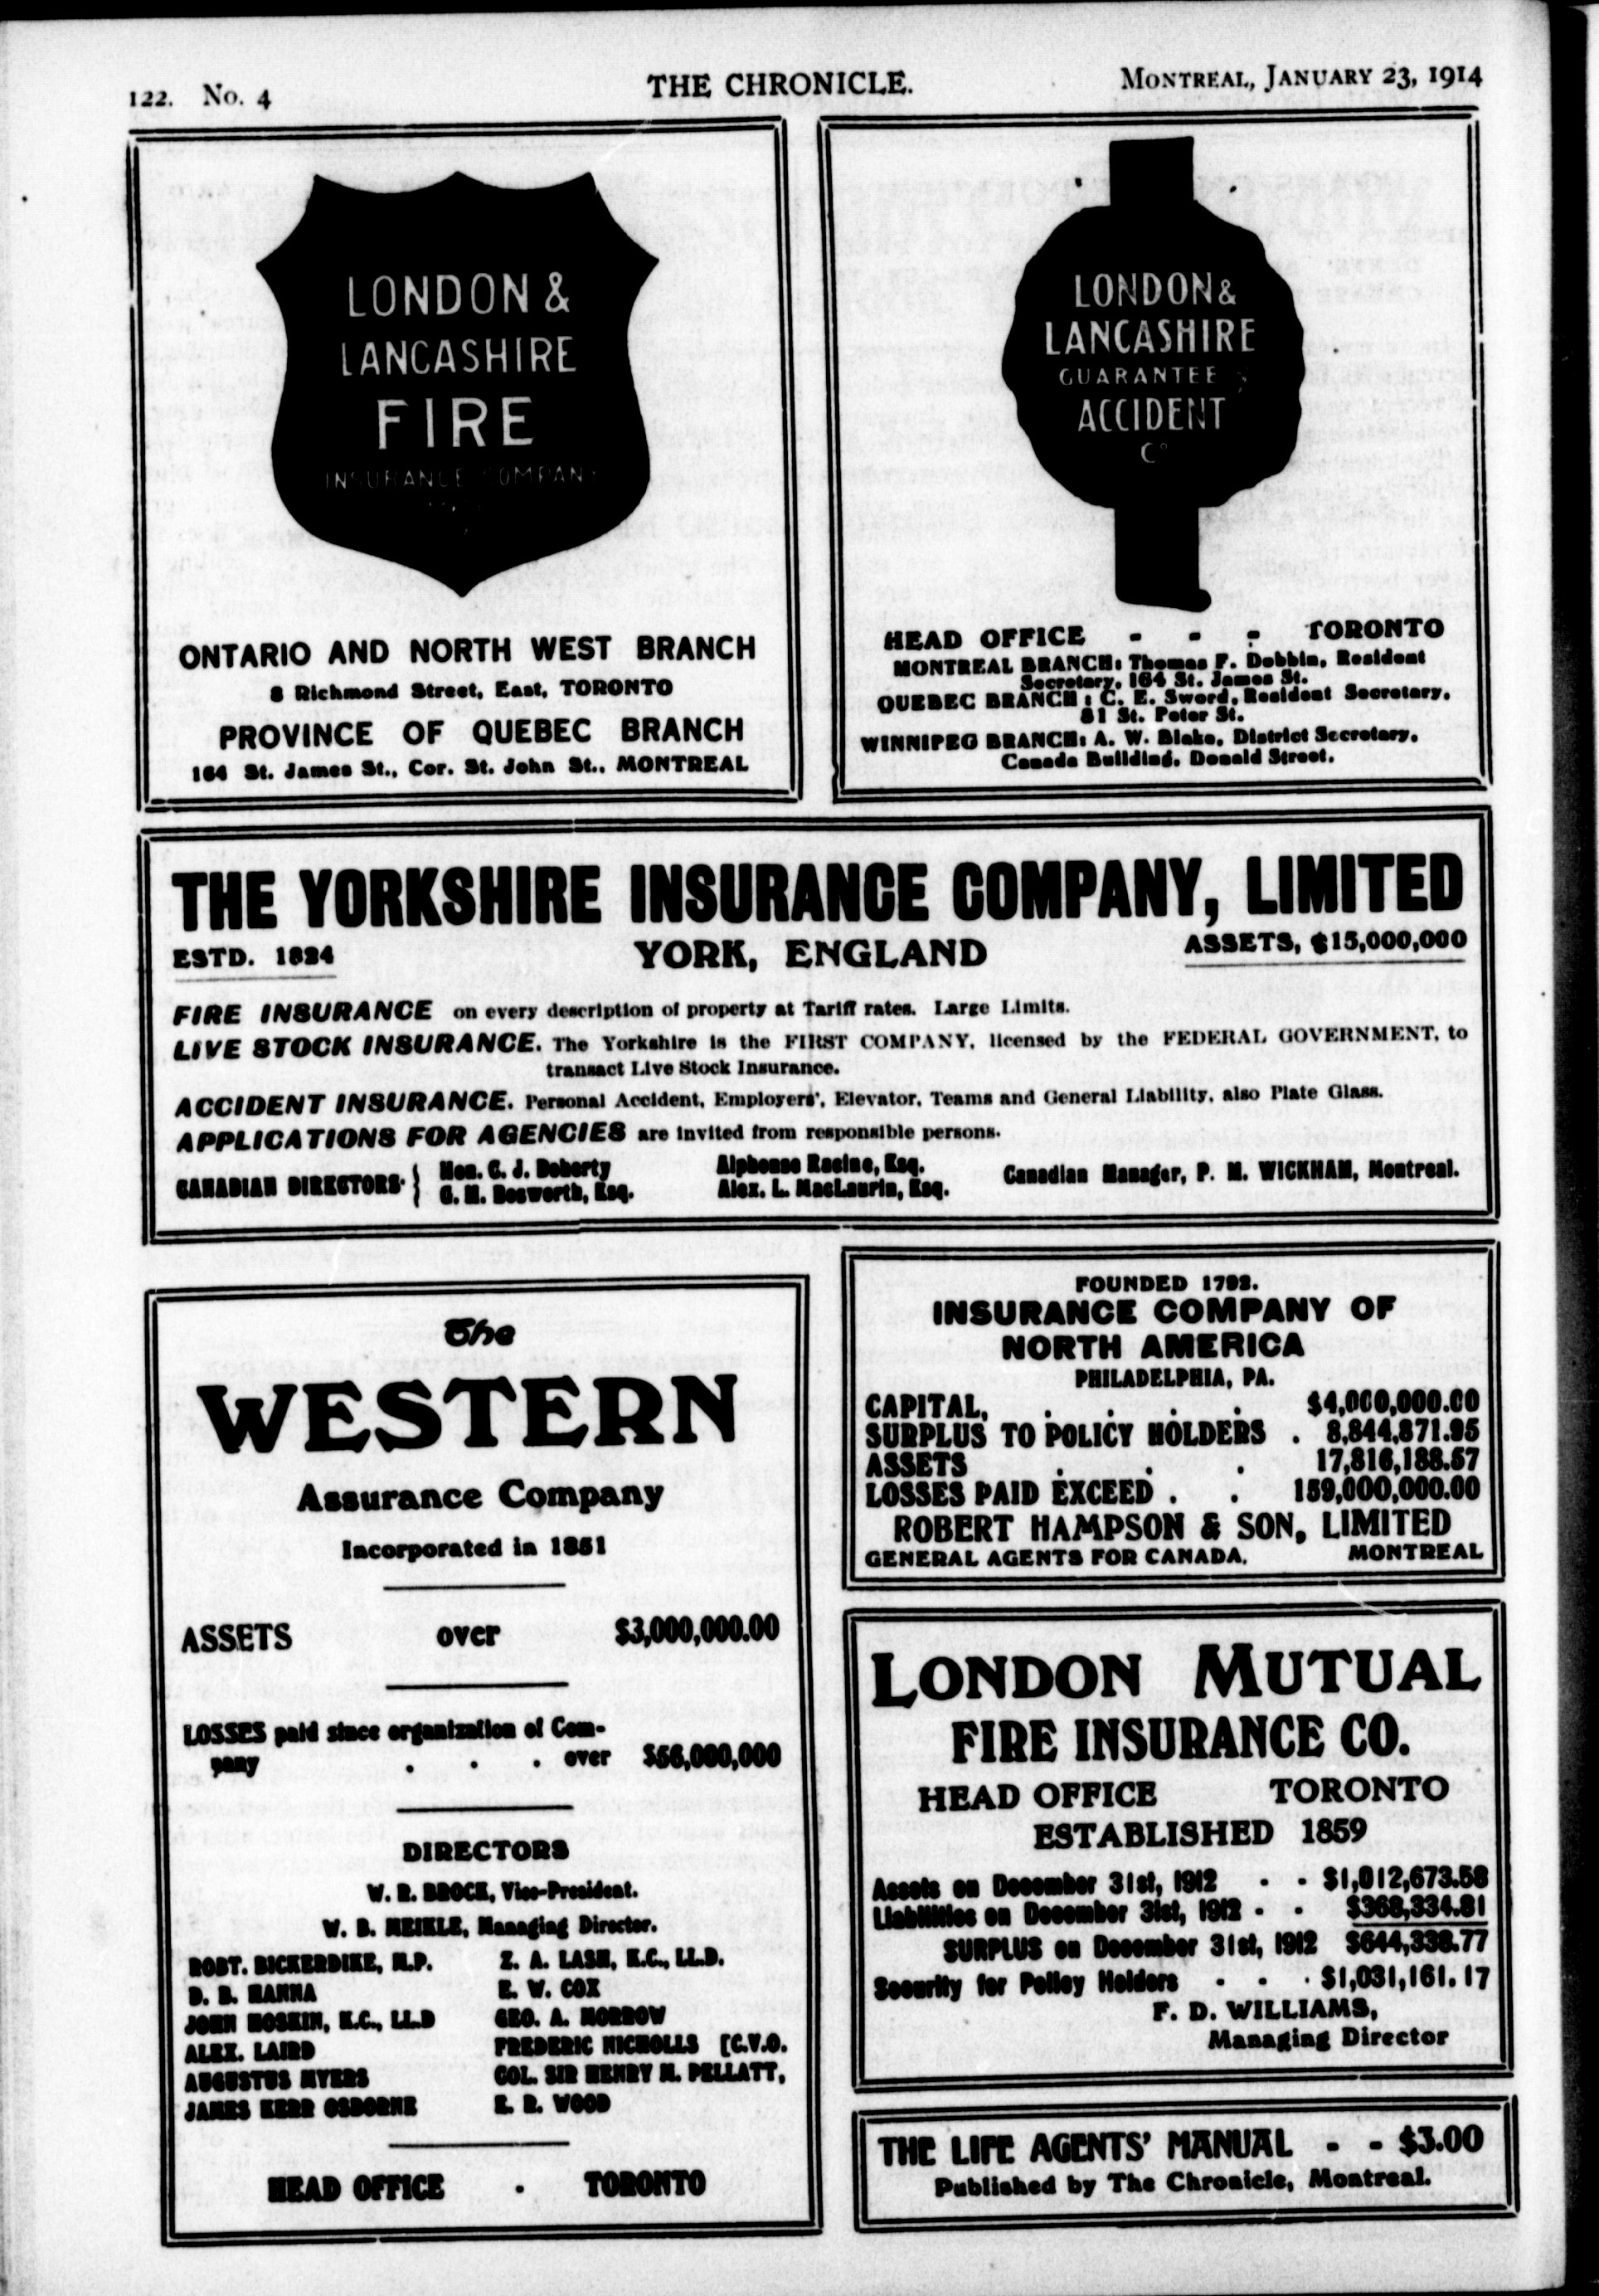 122. No. 4
THE CHRONICLE.
MONTREAL, JANUARY 23, 1914
LONDON &
LANCASHIRE
FIRE
INSURANCE COMPANY
ONTARIO AND NORTH WEST BRANCH
8 Richmond Street, East, TORONTO
PROVINCE OF QUEBEC BRANCH
164 St. James St., Cor. St. John St., MONTREAL
LONDON &
LANCASHIRE
GUARANTEE
ACCIDENT
Co
HEAD OFFICE - - - TORONTO
MONTREAL BRANCH: Thomas F. Dobbin, Resident
Secretary, 164 St. James St.
QUEBEC BRANCH: C. E. Sword, Resident Secretary,
81 St. Peter St.
WINNIPEG BRANCH: A. W. Blake, District Secretary,
Canada Building, Donald Street.
THE YORKSHIRE INSURANCE COMPANY, LIMITED
ESTD. 1824 YORK, ENGLAND ASSETS, $15,000,000
FIRE INSURANCE on every description of property at Tariff rates. Large Limits.
LIVE STOCK INSURANCE. The Yorkshire is the FIRST COMPANY, licensed by the FEDERAL GOVERNMENT, to
transact Live Stock Insurance.
ACCIDENT INSURANCE. Personal Accident, Employers', Elevator, Teams and General Liability, also Plate Glass.
APPLICATIONS FOR AGENCIES are invited from responsible persons.
CANADIAN DIRECTORS { Hon. C. J. Doherty Alphonse Racine, Esq. Canadian Manager, P. M. WICKHAM, Montreal.
G. M. Bosworth, Esq. Alex. L. MacLaurin, Esq.
The
WESTERN
Assurance Company
Incorporated in 1851
ASSETS over $3,000,000.00
LOSSES paid since organization of Com-
pany . . . over $56,000,000
DIRECTORS
W. R. BROCK, Vice-President.
W. B. MEIKLE, Managing Director.
ROBT. BICKERDIKE, M.P. Z. A. LASH, K.C., LL.D.
D. B. HANNA E. W. COX
JOHN HOSKIN, K.C., LL.D GEO. A. MORROW
ALEX. LAIRD FREDERIC NICHOLLS [C.V.O.
AUGUSTUS MYERS COL. SIR HENRY M. PELLATT,
JAMES KERR OSBORNE E. R. WOOD
HEAD OFFICE . TORONTO
FOUNDED 1792.
INSURANCE COMPANY OF
NORTH AMERICA
PHILADELPHIA, PA.
CAPITAL, . . . . $4,000,000.00
SURPLUS TO POLICY HOLDERS . 8,844,871.95
ASSETS . . . 17,816,188.57
LOSSES PAID EXCEED . . 159,000,000.00
ROBERT HAMPSON & SON, LIMITED
GENERAL AGENTS FOR CANADA. MONTREAL
LONDON MUTUAL
FIRE INSURANCE CO.
HEAD OFFICE TORONTO
ESTABLISHED 1859
Assets on December 31st, 1912 - - $1,012,673.58
Liabilities on December 31st, 1912 - - $368,334.81
SURPLUS on December 31st, 1912 $644,338.77
Security for Policy Holders - - . $1,031,161.17
F. D. WILLIAMS,
Managing Director
THE LIFE AGENTS' MANUAL - - $3.00
Published by The Chronicle, Montreal.